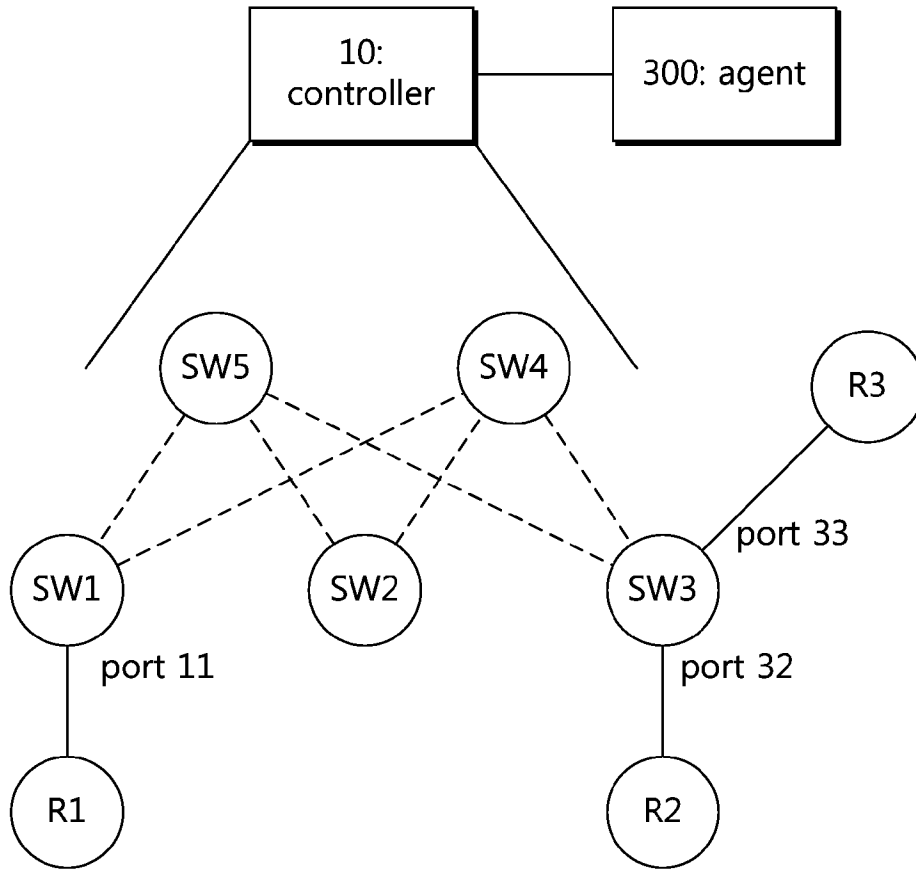 10:
controller
300: agent
SW5
SW4
R3
port 33
SW1
SW2
SW3
port 11
port 32
R1
R2